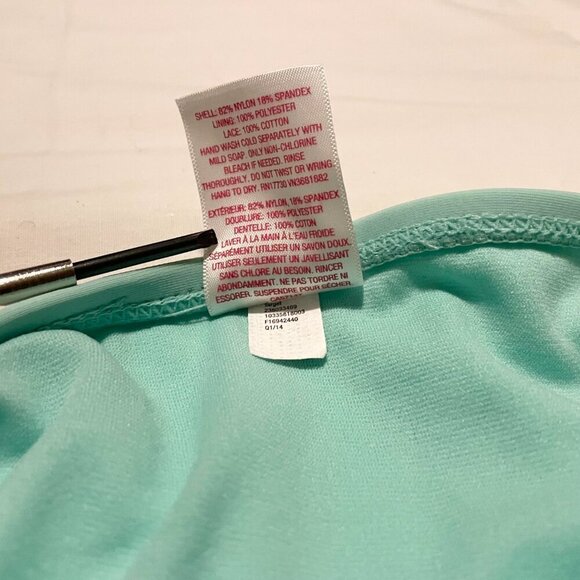 SHELL: 82% NYLON 18% SPANDEX
LINING: 100% POLYESTER
LACE: 100% COTTON
HAND WASH COLD SEPARATELY WITH
MILD SOAP. ONLY NON-CHLORINE
BLEACH IF NEEDED. RINSE
THOROUGHLY. DO NOT TWIST OR WRING.
HANG TO DRY. RN17730 VN3681682
EXTÉRIEUR: 82% NYLON, 18% SPANDEX
DOUBLURE: 100% POLYESTER
DENTELLE: 100% COTON
LAVER À LA MAIN À L'EAU FROIDE
SÉPARÉMENT UTILISER UN SAVON DOUX.
UTILISER SEULEMENT UN JAVELLISANT
SANS CHLORE AU BESOIN. RINCER
ABONDAMMENT. NE PAS TORDRE NI
ESSORER. SUSPENDRE POUR SÉCHER.
Target
10335618003
F16942440
Q1/14